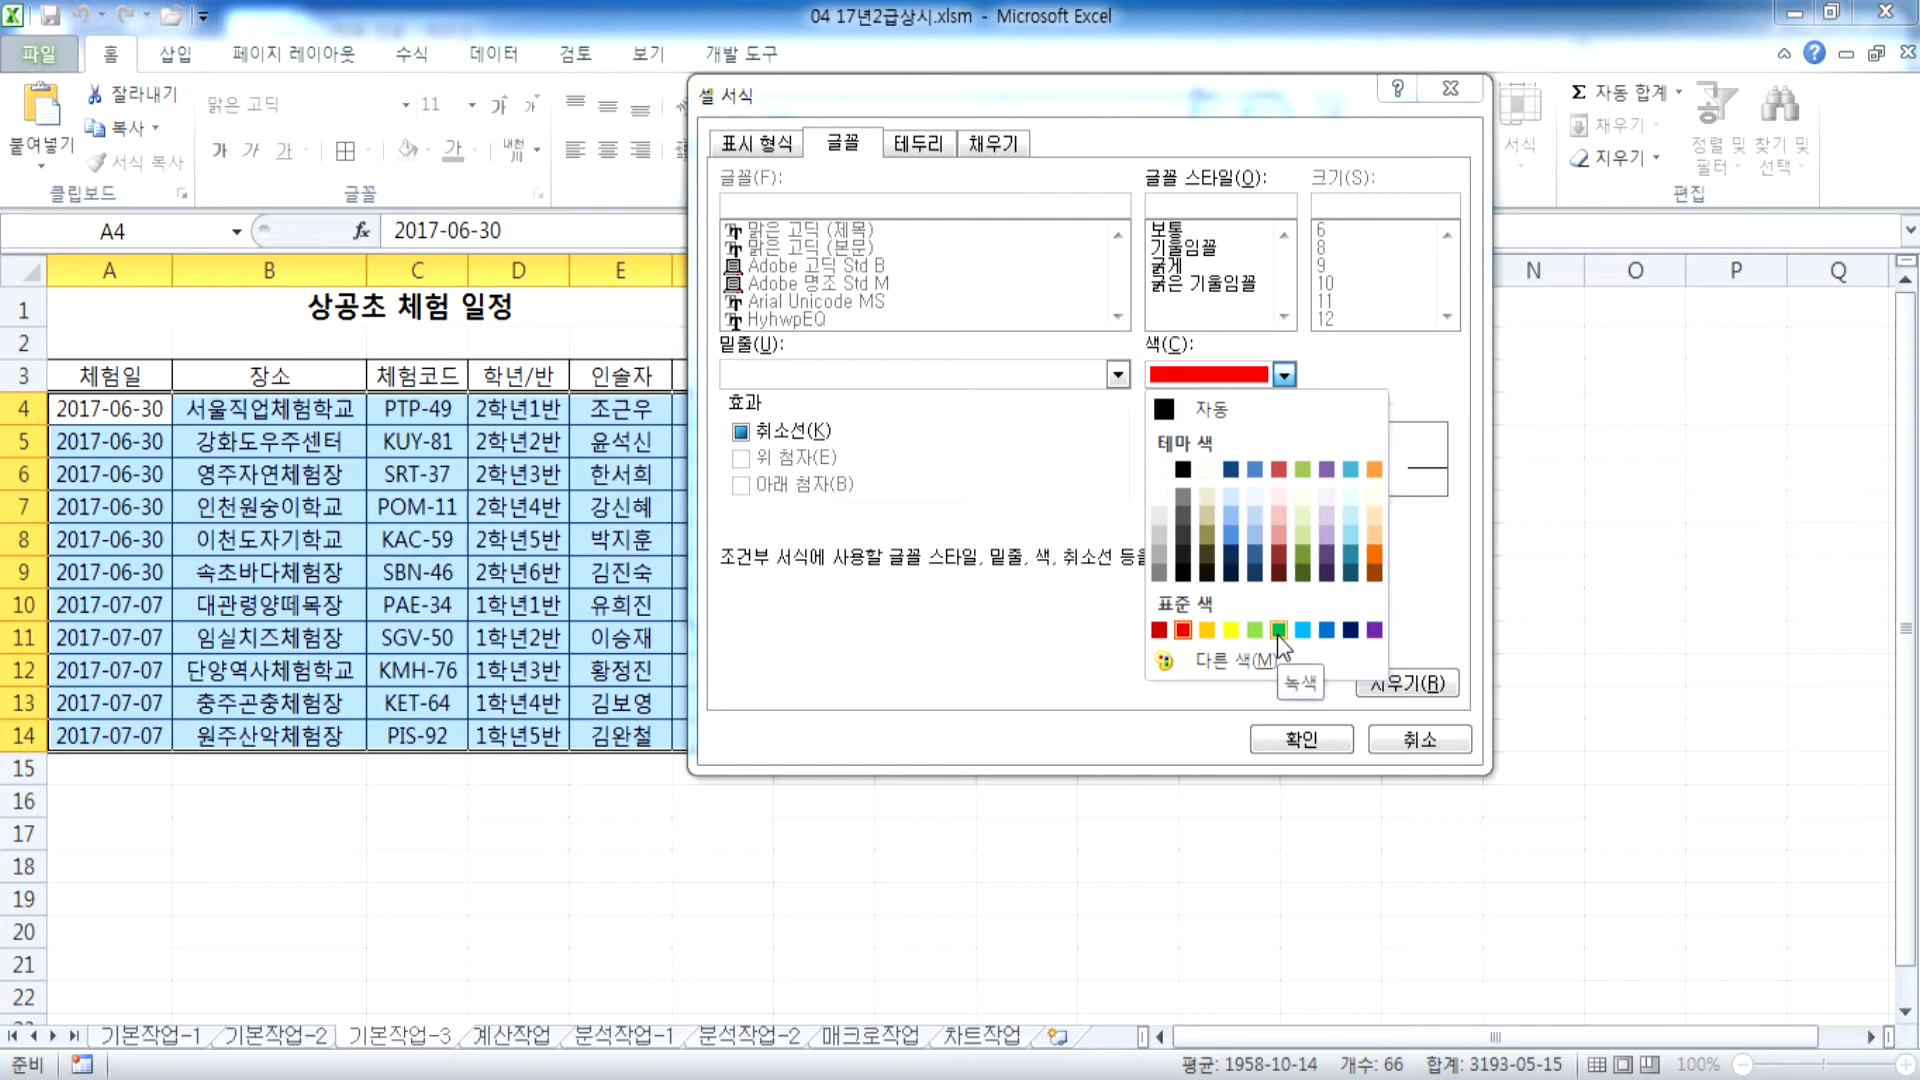 04 17년2급상시.xlsm - Microsoft Excel
파일 홈 삽입 페이지 레이아웃 수식 데이터 검토 보기 개발 도구
붙여넣기
잘라내기
복사
서식 복사
클립보드
맑은 고딕 11
가 가 가 가 내천
글꼴
서식
자동 합계
채우기
지우기
정렬 및 필터
찾기 및 선택
편집
A4 fx 2017-06-30
A B C D E N O P Q
1 상공초 체험 일정
2
3 체험일 장소 체험코드 학년/반 인솔자
4 2017-06-30 서울직업체험학교 PTP-49 2학년1반 조근우
5 2017-06-30 강화도우주센터 KUY-81 2학년2반 윤석신
6 2017-06-30 영주자연체험장 SRT-37 2학년3반 한서희
7 2017-06-30 인천원숭이학교 POM-11 2학년4반 강신혜
8 2017-06-30 이천도자기학교 KAC-59 2학년5반 박지훈
9 2017-06-30 속초바다체험장 SBN-46 2학년6반 김진숙
10 2017-07-07 대관령양떼목장 PAE-34 1학년1반 유희진
11 2017-07-07 임실치즈체험장 SGV-50 1학년2반 이승재
12 2017-07-07 단양역사체험학교 KMH-76 1학년3반 황정진
13 2017-07-07 충주곤충체험장 KET-64 1학년4반 김보영
14 2017-07-07 원주산악체험장 PIS-92 1학년5반 김완철
15
16
17
18
19
20
21
22
셀 서식
표시 형식 글꼴 테두리 채우기
글꼴(F): 글꼴 스타일(O): 크기(S):
맑은 고딕 (제목)
맑은 고딕 (본문)
Adobe 고딕 Std B
Adobe 명조 Std M
Arial Unicode MS
HyhwpEQ
보통
기울임꼴
굵게
굵은 기울임꼴
6
8
9
10
11
12
밑줄(U): 색(C):
효과
취소선(K)
위 첨자(E)
아래 첨자(B)
자동
테마 색
표준 색
다른 색(M)
녹색
조건부 서식에 사용할 글꼴 스타일, 밑줄, 색, 취소선 등을
지우기(R)
확인 취소
기본작업-1 기본작업-2 기본작업-3 계산작업 분석작업-1 분석작업-2 매크로작업 차트작업
준비 평균: 1958-10-14 개수: 66 합계: 3193-05-15 100%